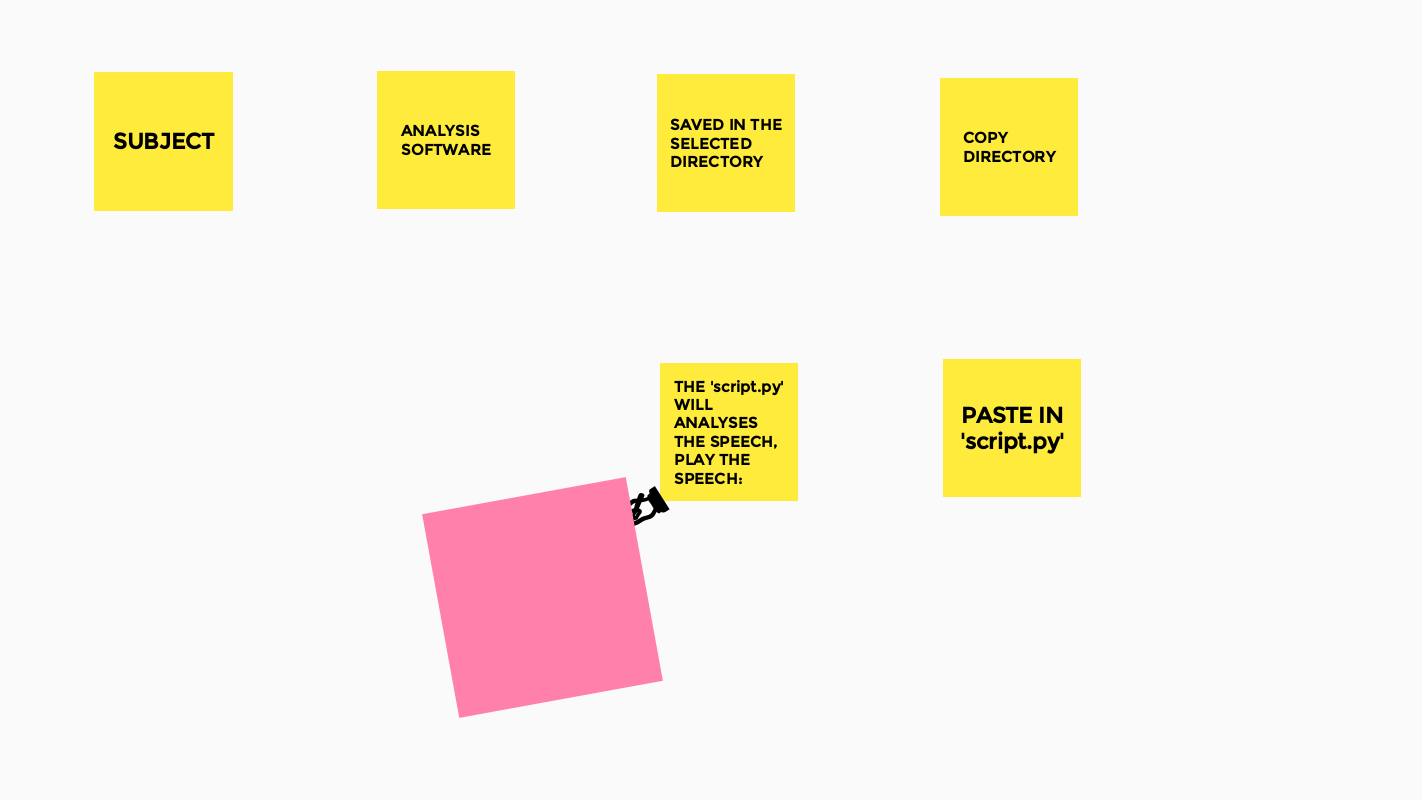 SUBJECT
ANALYSIS
SOFTWARE
SAVED IN THE
SELECTED
DIRECTORY
COPY
DIRECTORY
THE 'script.py'
WILL
ANALYSES
THE SPEECH,
PLAY THE
SPEECH:
PASTE IN
'script.py'